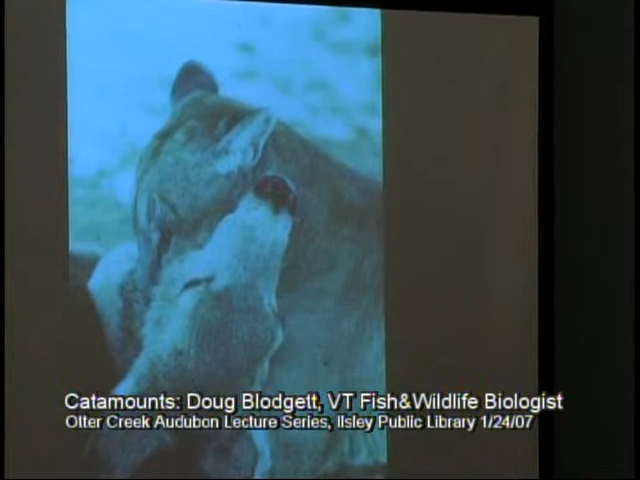 Catamounts: Doug Blodgett, VT Fish&Wildlife Biologist
Otter Creek Audubon Lecture Series, Ilsley Public Library 1/24/07